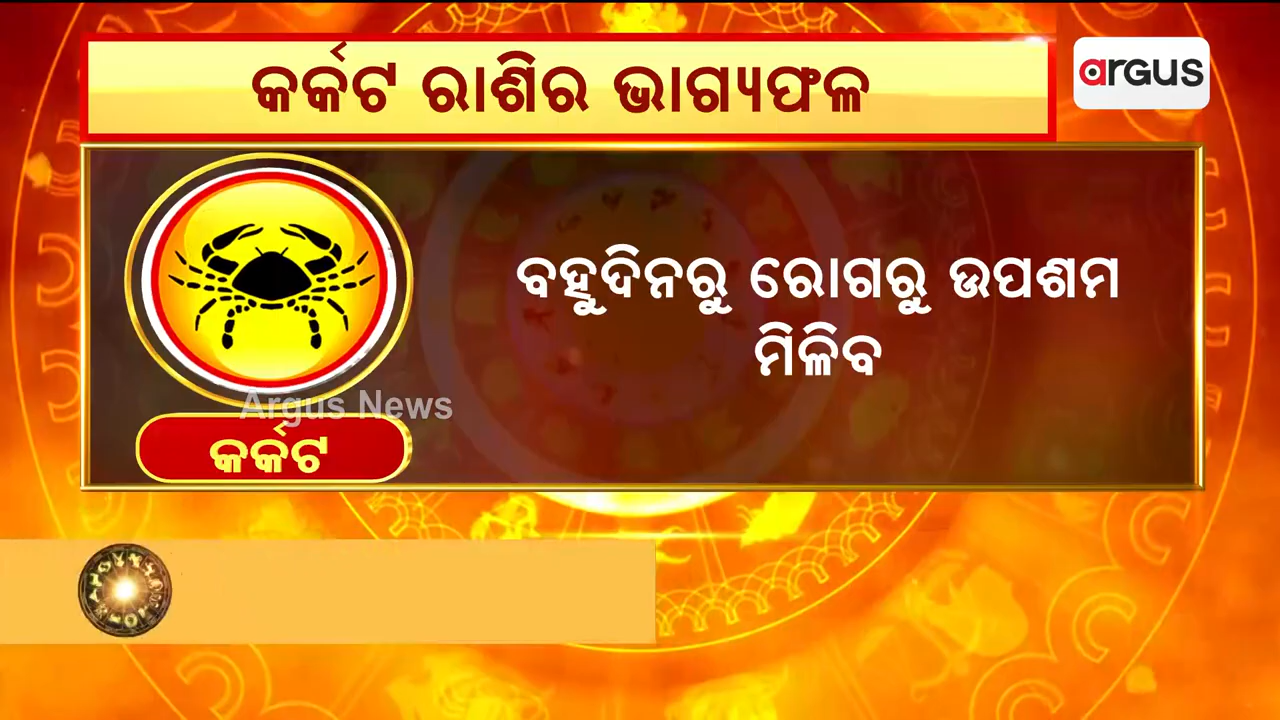 କର୍କଟ ରାଶିର ଭାଗ୍ୟଫଳ
argus
ବହୁଦିନରୁ ରୋଗରୁ ଉପଶମ
ମିଳିବ
Argus News
କର୍କଟ